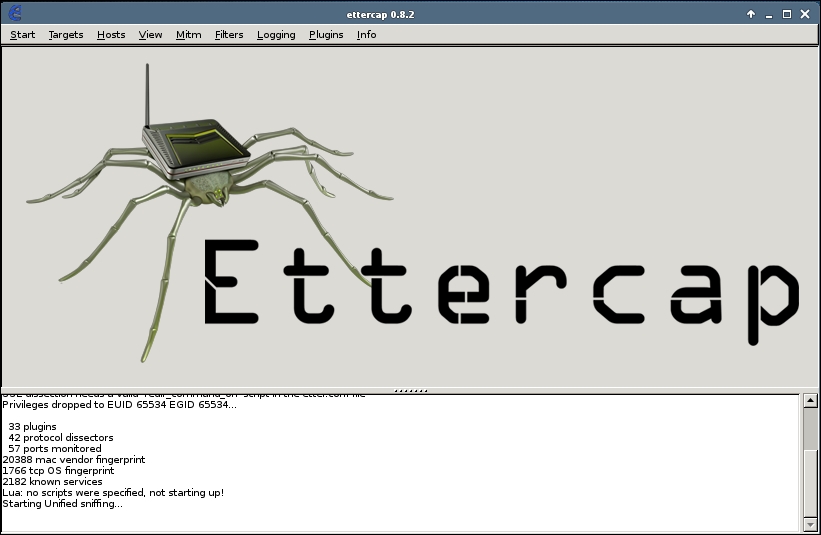 ettercap 0.8.2
Start Targets Hosts View Mitm Filters Logging Plugins Info
Ettercap
Privileges dropped to EUID 65534 EGID 65534...
33 plugins
42 protocol dissectors
57 ports monitored
20388 mac vendor fingerprint
1766 tcp OS fingerprint
2182 known services
Lua: no scripts were specified, not starting up!
Starting Unified sniffing...